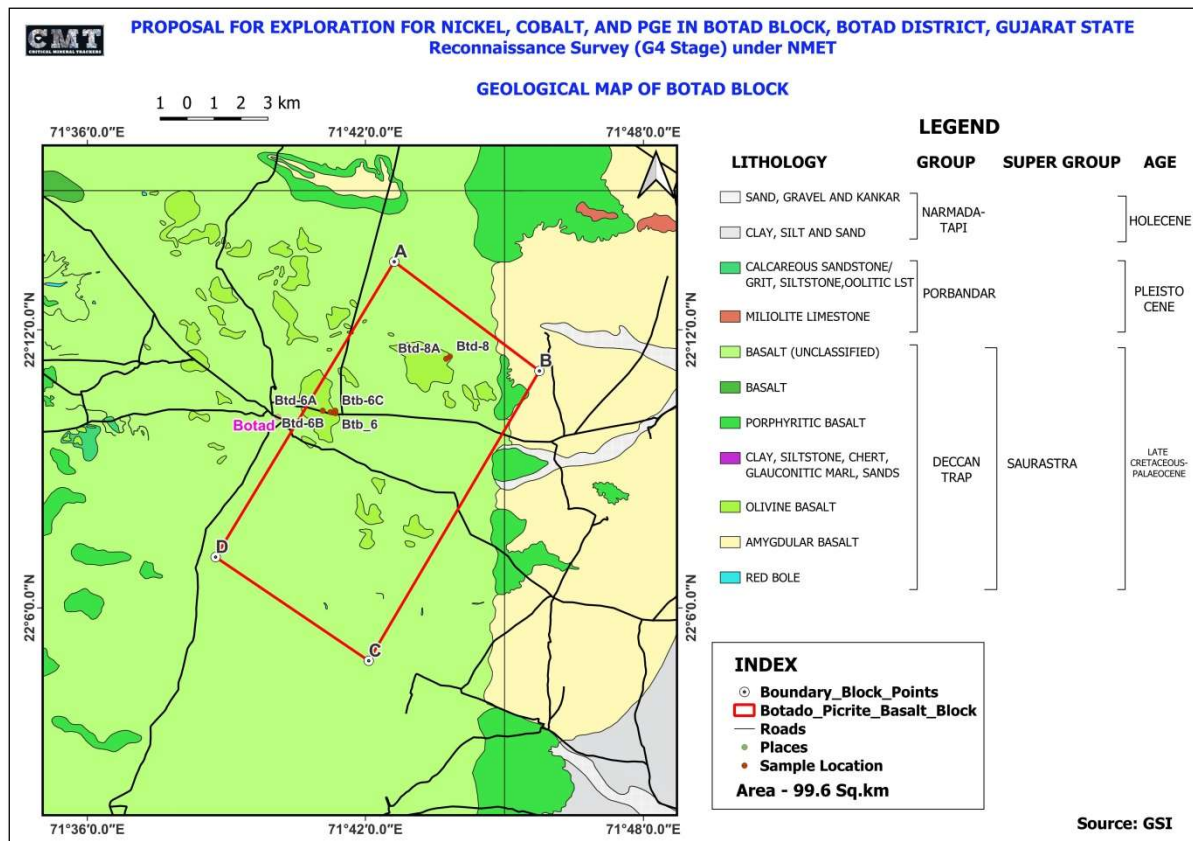 CMT
CRITICAL MINERAL TRACKERS
PROPOSAL FOR EXPLORATION FOR NICKEL, COBALT, AND PGE IN BOTAD BLOCK, BOTAD DISTRICT, GUJARAT STATE
Reconnaissance Survey (G4 Stage) under NMET
GEOLOGICAL MAP OF BOTAD BLOCK
1 0 1 2 3 km
71°36'0.0"E
71°42'0.0"E
71°48'0.0"E
22°12'0.0"N
22°6'0.0"N
A
B
Btd-8A
Btd-8
Btd-6A
Btb-6C
Botad
Btd-6B
Btb_6
D
C
22°12'0.0"N
22°6'0.0"N
71°36'0.0"E
71°42'0.0"E
71°48'0.0"E
LEGEND
LITHOLOGY
GROUP
SUPER GROUP
AGE
SAND, GRAVEL AND KANKAR
CLAY, SILT AND SAND
NARMADA-
TAPI
HOLECENE
CALCAREOUS SANDSTONE/
GRIT, SILTSTONE,OOLITIC LST
MILIOLITE LIMESTONE
PORBANDAR
PLEISTO
CENE
BASALT (UNCLASSIFIED)
BASALT
PORPHYRITIC BASALT
CLAY, SILTSTONE, CHERT,
GLAUCONITIC MARL, SANDS
OLIVINE BASALT
AMYGDULAR BASALT
RED BOLE
DECCAN
TRAP
SAURASTRA
LATE
CRETACEOUS-
PALAEOCENE
INDEX
Boundary_Block_Points
Botado_Picrite_Basalt_Block
Roads
Places
Sample Location
Area - 99.6 Sq.km
Source: GSI